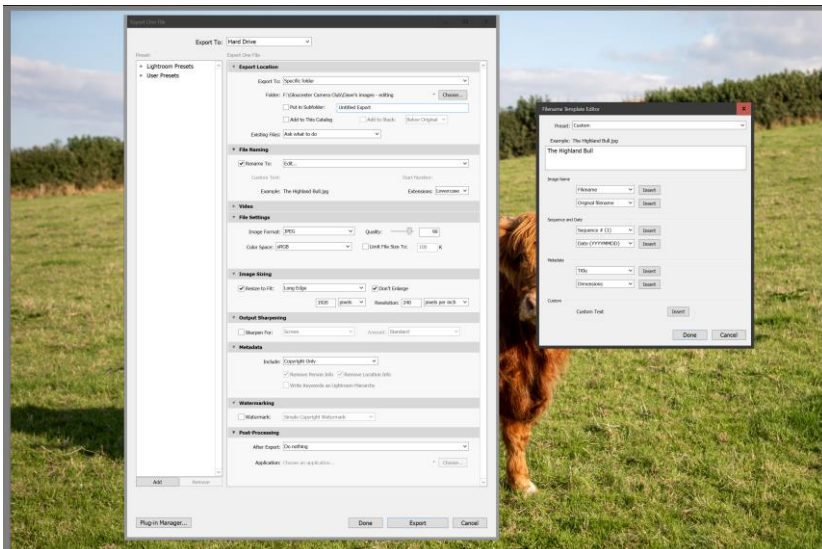 Export One File
Export To: Hard Drive
Preset: Export One File
Lightroom Presets
User Presets
Export Location
Export To: Specific folder
Folder: F:\Gloucester Camera Club\Dave's images - editing Choose...
Put in Subfolder: Untitled Export
Add to This Catalog Add to Stack: Below Original
Existing Files: Ask what to do
File Naming
Rename To: Edit...
Custom Text: Start Number:
Example: The Highland Bull.jpg Extensions: Lowercase
Video
File Settings
Image Format: JPEG Quality:
Color Space: sRGB Limit File Size To: 100 K
Image Sizing
Resize to Fit: Long Edge Don't Enlarge
pixels Resolution: 240 pixels per inch
Output Sharpening
Sharpen For: Screen Amount: Standard
Metadata
Include: Copyright Only
Remove Person Info Remove Location Info
Write Keywords as Lightroom Hierarchy
Watermarking
Watermark: Simple Copyright Watermark
Post-Processing
After Export: Do nothing
Application: Choose an application... Choose...
Add Remove
Plug-in Manager... Done Export Cancel
Filename Template Editor
Preset: Custom
Example: The Highland Bull.jpg
The Highland Bull
Image Name
Filename Insert
Original filename Insert
Sequence and Date
Sequence # (1) Insert
Date (YYYYMMDD) Insert
Metadata
Title Insert
Dimensions Insert
Custom
Custom Text Insert
Done Cancel